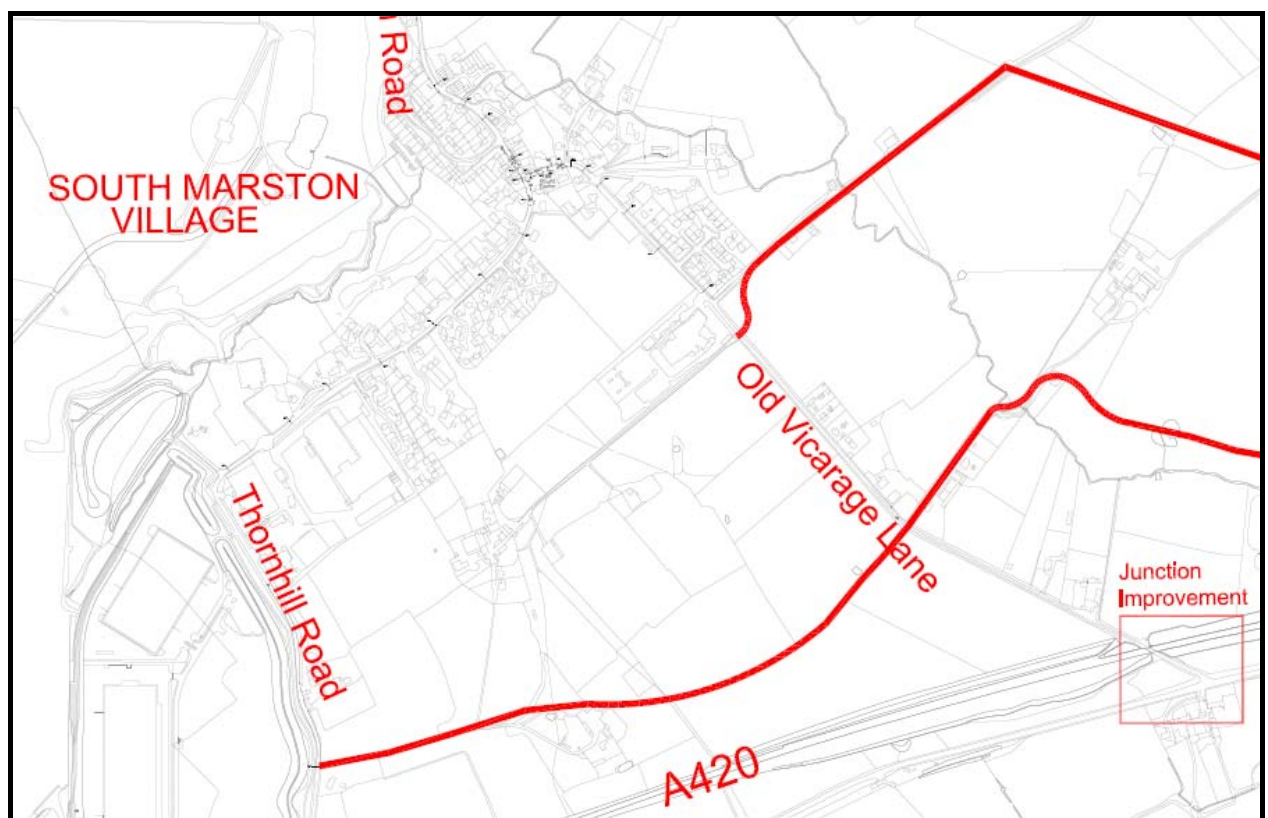 Road
SOUTH MARSTON
VILLAGE
Old Vicarage Lane
Thornhill Road
Junction
Improvement
A420